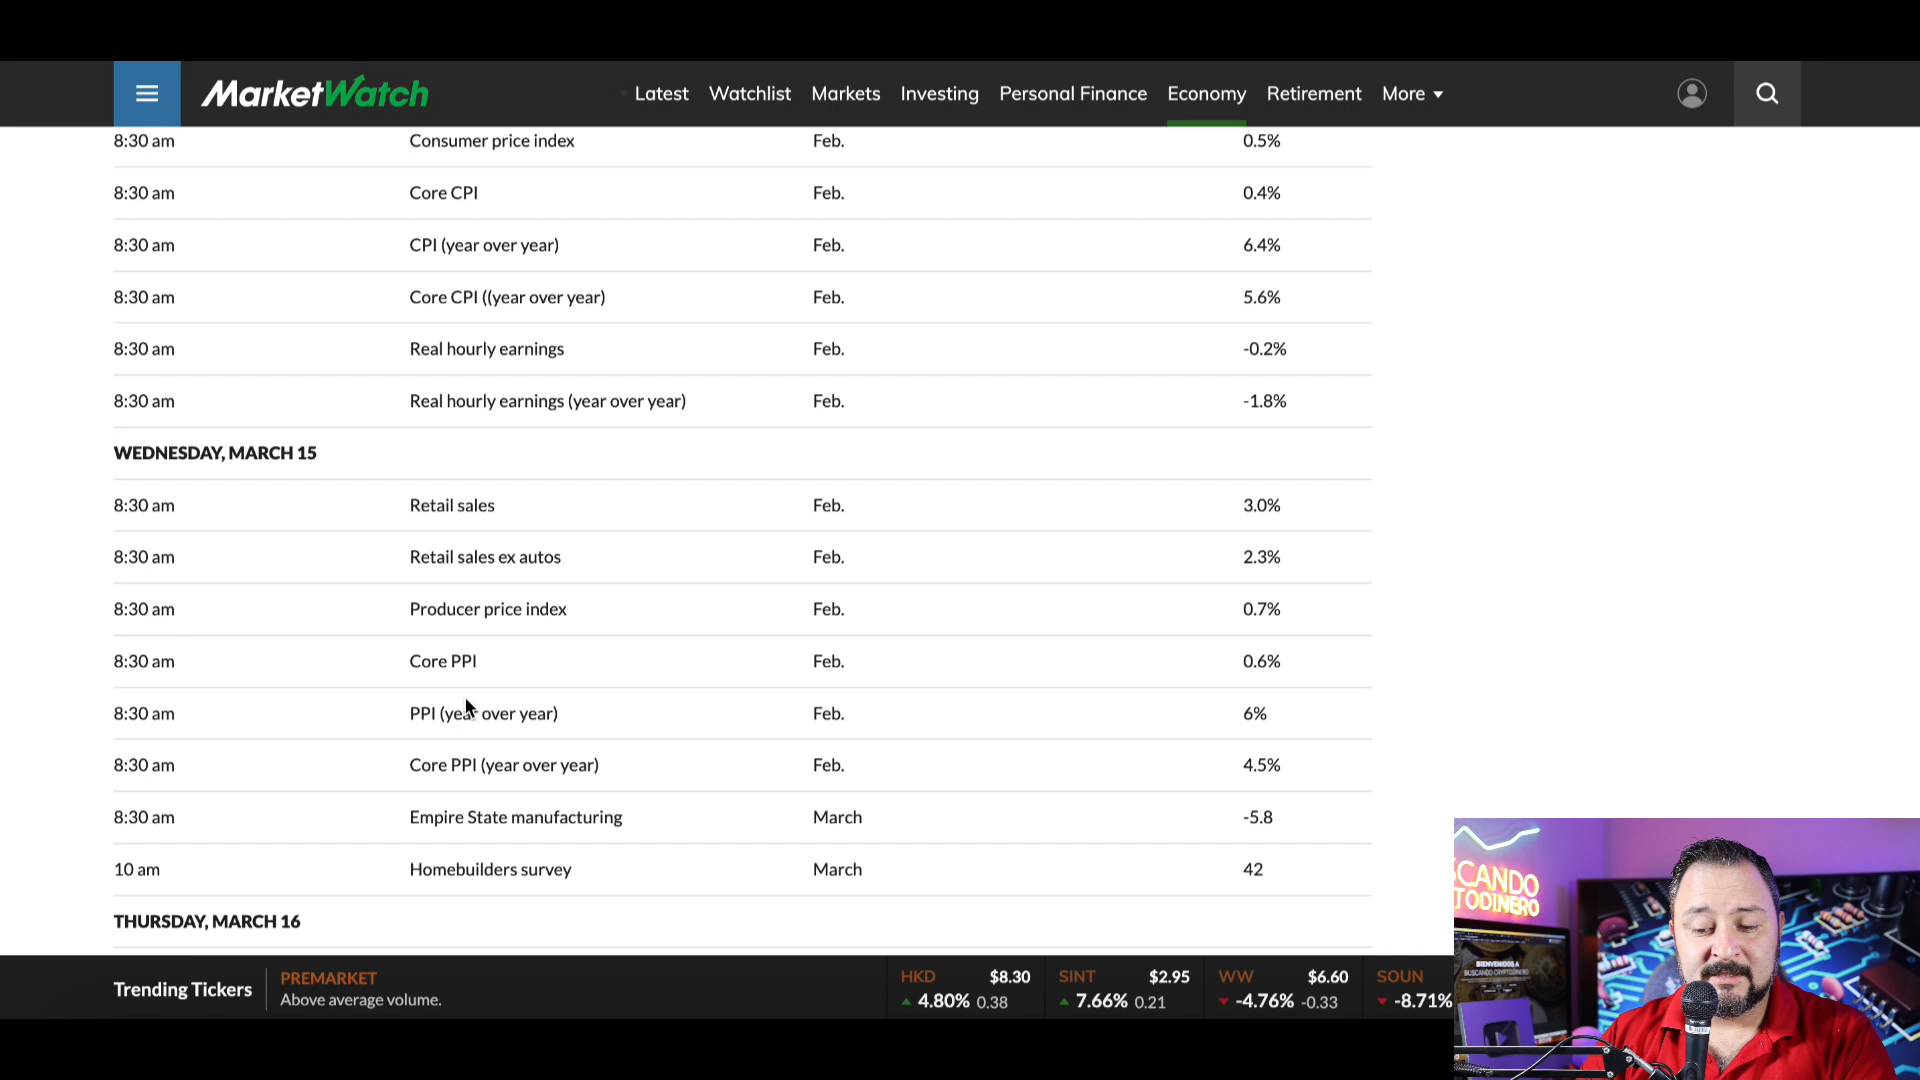 MarketWatch
Latest Watchlist Markets Investing Personal Finance Economy Retirement More
8:30 am Consumer price index Feb. 0.5%
8:30 am Core CPI Feb. 0.4%
8:30 am CPI (year over year) Feb. 6.4%
8:30 am Core CPI ((year over year) Feb. 5.6%
8:30 am Real hourly earnings Feb. -0.2%
8:30 am Real hourly earnings (year over year) Feb. -1.8%
WEDNESDAY, MARCH 15
8:30 am Retail sales Feb. 3.0%
8:30 am Retail sales ex autos Feb. 2.3%
8:30 am Producer price index Feb. 0.7%
8:30 am Core PPI Feb. 0.6%
8:30 am PPI (year over year) Feb. 6%
8:30 am Core PPI (year over year) Feb. 4.5%
8:30 am Empire State manufacturing March -5.8
10 am Homebuilders survey March 42
THURSDAY, MARCH 16
Trending Tickers
PREMARKET
Above average volume.
HKD $8.30
4.80% 0.38
SINT $2.95
7.66% 0.21
WW $6.60
-4.76% -0.33
SOUN
-8.71%
SCANDO
TODINERO
BIENVENIDOS A
BUSCANDO CRYPTODINERO